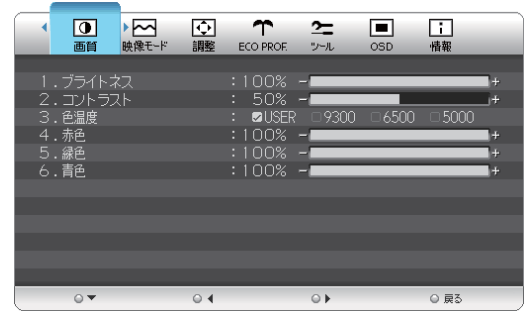 画質 映像モード 調整 ECO PROF. ツール OSD 情報
1.ブライトネス :100% - +
2.コントラスト : 50% - +
3.色温度 : ☑USER □9300 □6500 □5000
4.赤色 :100% - +
5.緑色 :100% - +
6.青色 :100% - +
戻る